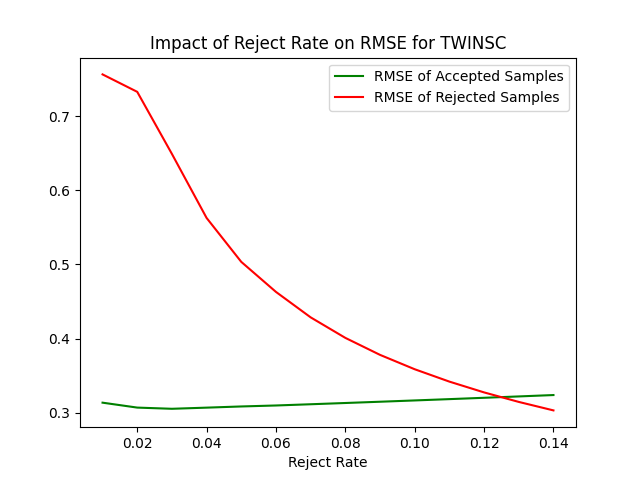 Impact of Reject Rate on RMSE for TWINSC
RMSE of Accepted Samples
RMSE of Rejected Samples
0.7
0.6
0.5
0.4
0.3
0.02 0.04 0.06 0.08 0.10 0.12 0.14
Reject Rate